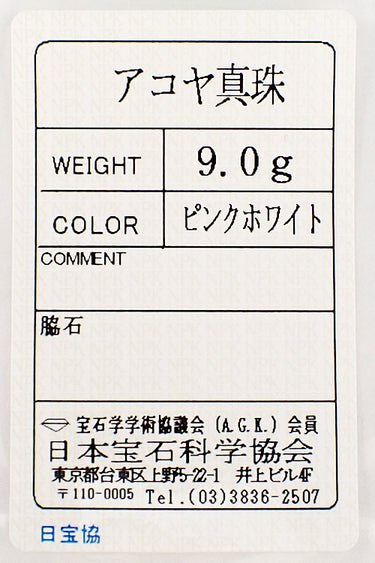 アコヤ真珠
WEIGHT 9.0g
COLOR ピンクホワイト
COMMENT
脇石
宝石学学術協議会(A.G.K.)会員
日本宝石科学協会
東京都台東区上野5-22-1 井上ビル4F
〒110-0005 Tel.(03)3836-2507
日宝協